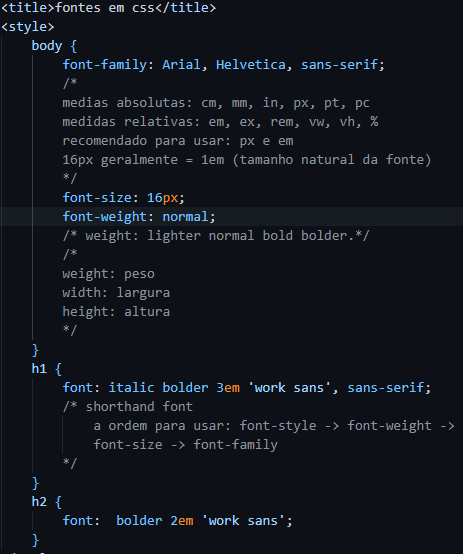 <title>fontes em css</title>
<style>
body {
font-family: Arial, Helvetica, sans-serif;
/*
medias absolutas: cm, mm, in, px, pt, pc
medidas relativas: em, ex, rem, vw, vh, %
recomendado para usar: px e em
16px geralmente = 1em (tamanho natural da fonte)
*/
font-size: 16px;
font-weight: normal;
/* weight: lighter normal bold bolder.*/
/*
weight: peso
width: largura
height: altura
*/
}
h1 {
font: italic bolder 3em 'work sans', sans-serif;
/* shorthand font
a ordem para usar: font-style -> font-weight ->
font-size -> font-family
*/
}
h2 {
font:  bolder 2em 'work sans';
}